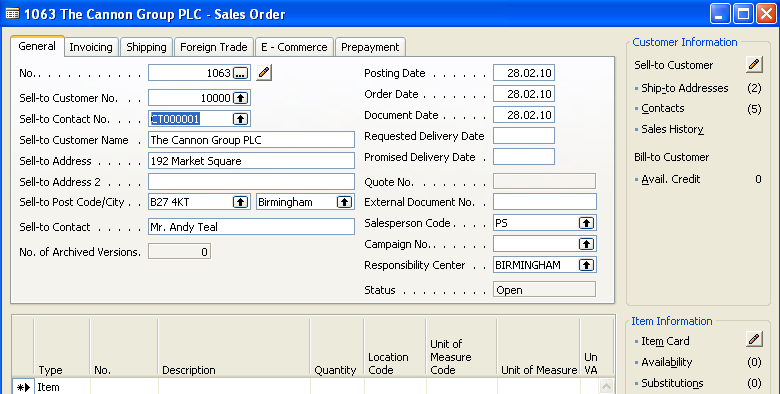 1063 The Cannon Group PLC - Sales Order
General Invoicing Shipping Foreign Trade E - Commerce Prepayment
No. . . . . . . . . . . . . . 1063 ...
Sell-to Customer No. . . . 10000
Sell-to Contact No. . . . . CT000001
Sell-to Customer Name . The Cannon Group PLC
Sell-to Address . . . . . . . 192 Market Square
Sell-to Address 2 . . . . . .
Sell-to Post Code/City . . B27 4KT Birmingham
Sell-to Contact . . . . . . . Mr. Andy Teal
No. of Archived Versions. 0
Posting Date . . . . . . . 28.02.10
Order Date . . . . . . . . 28.02.10
Document Date . . . . . 28.02.10
Requested Delivery Date
Promised Delivery Date .
Quote No. . . . . . . . . .
External Document No. .
Salesperson Code . . . . PS
Campaign No. . . . . . . .
Responsibility Center . . BIRMINGHAM
Status . . . . . . . . . . . Open
Customer Information
Sell-to Customer
Ship-to Addresses (2)
Contacts (5)
Sales History
Bill-to Customer
Avail. Credit 0
Type No. Description Quantity Location Code Unit of Measure Code Unit of Measure Un VA
Item
Item Information
Item Card
Availability (0)
Substitutions (0)